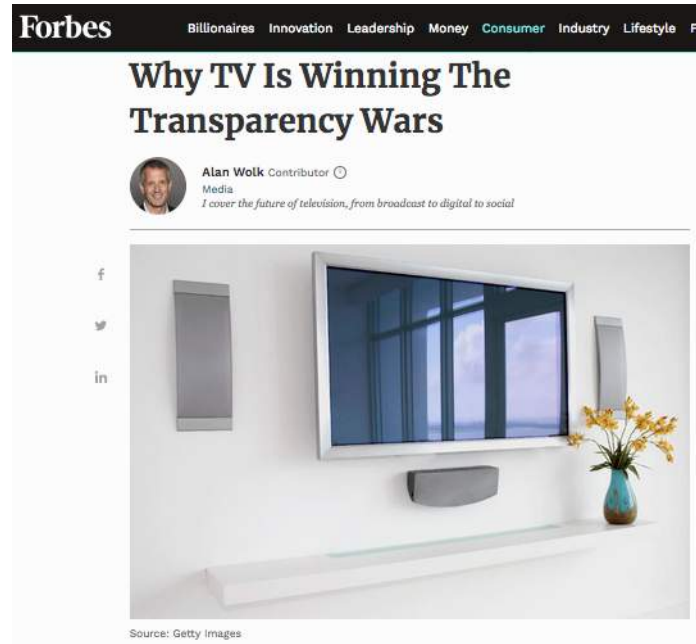 Forbes
Billionaires Innovation Leadership Money Consumer Industry Lifestyle F
Why TV Is Winning The
Transparency Wars
Alan Wolk Contributor
Media
I cover the future of television, from broadcast to digital to social
Source: Getty Images